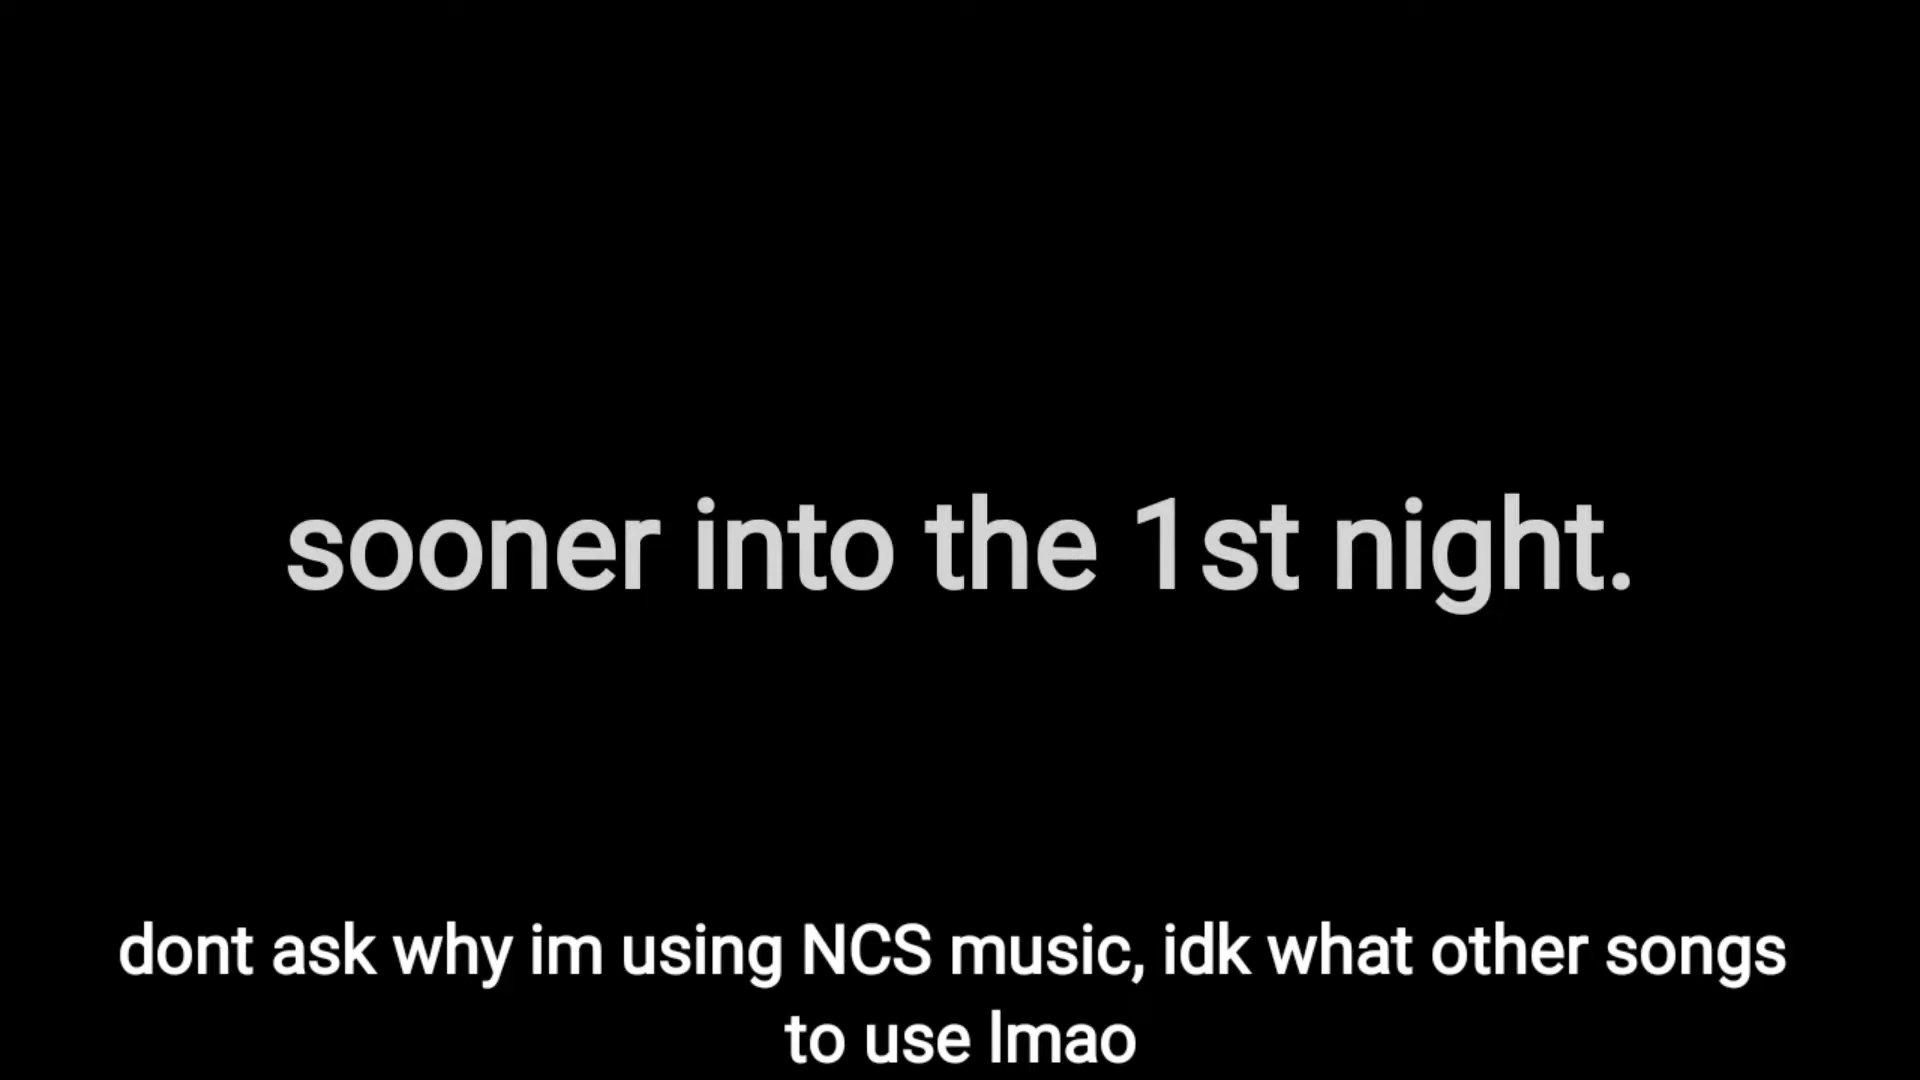 sooner into the 1st night.
dont ask why im using NCS music, idk what other songs
to use lmao